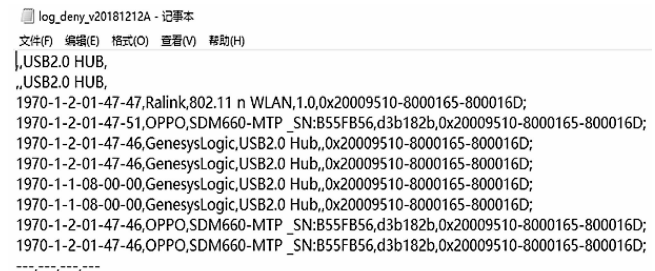 log_deny_v20181212A - 记事本
文件(F) 编辑(E) 格式(O) 查看(V) 帮助(H)
,,USB2.0 HUB,
,,USB2.0 HUB,
1970-1-2-01-47-47,Ralink,802.11 n WLAN,1.0,0x20009510-8000165-800016D;
1970-1-2-01-47-51,OPPO,SDM660-MTP _SN:B55FB56,d3b182b,0x20009510-8000165-800016D;
1970-1-2-01-47-46,GenesysLogic,USB2.0 Hub,,0x20009510-8000165-800016D;
1970-1-2-01-47-46,GenesysLogic,USB2.0 Hub,,0x20009510-8000165-800016D;
1970-1-1-08-00-00,GenesysLogic,USB2.0 Hub,,0x20009510-8000165-800016D;
1970-1-1-08-00-00,GenesysLogic,USB2.0 Hub,,0x20009510-8000165-800016D;
1970-1-2-01-47-46,OPPO,SDM660-MTP _SN:B55FB56,d3b182b,0x20009510-8000165-800016D;
1970-1-2-01-47-46,OPPO,SDM660-MTP _SN:B55FB56,d3b182b,0x20009510-8000165-800016D;